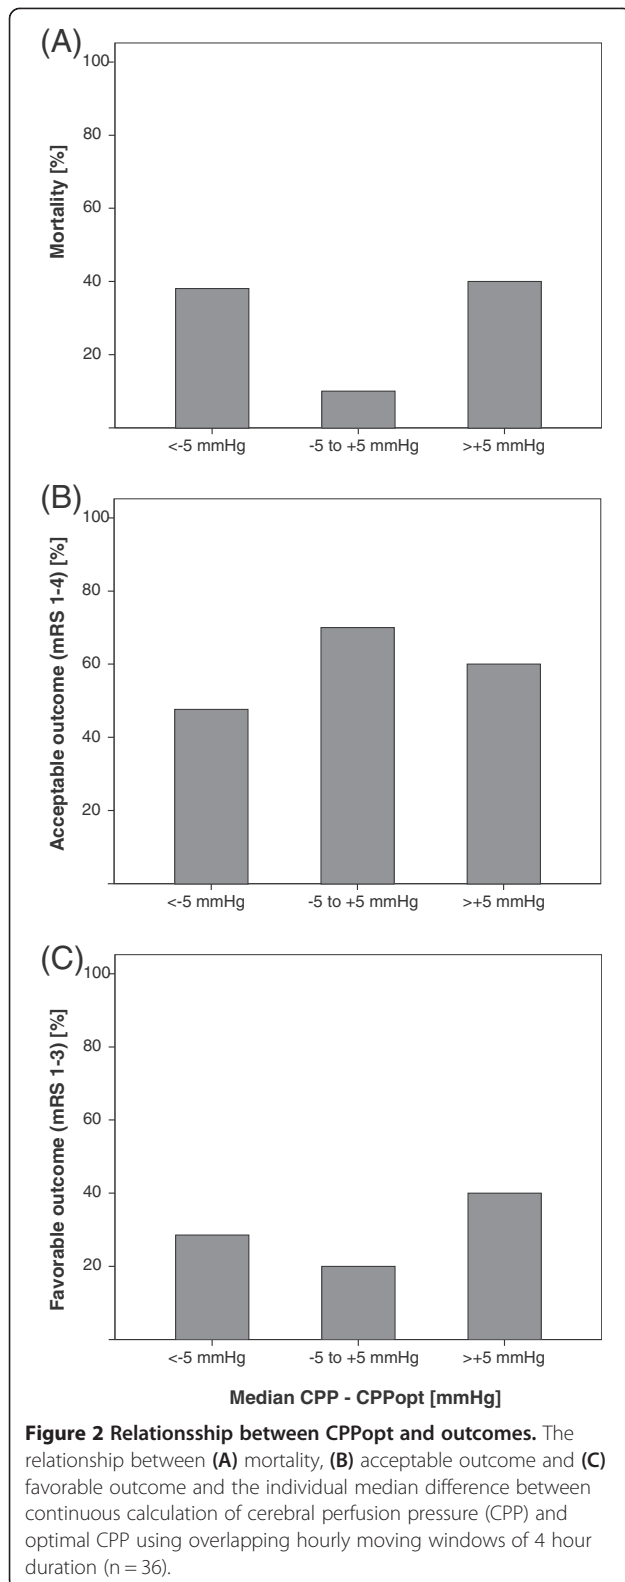 (A)
Mortality [%]
100
80
60
40
20
<-5 mmHg -5 to +5 mmHg >+5 mmHg
(B)
Acceptable outcome (mRS 1-4) [%]
100
80
60
40
20
<-5 mmHg -5 to +5 mmHg >+5 mmHg
(C)
Favorable outcome (mRS 1-3) [%]
100
80
60
40
20
<-5 mmHg -5 to +5 mmHg >+5 mmHg
Median CPP - CPPopt [mmHg]
Figure 2 Relationsship between CPPopt and outcomes. The
relationship between (A) mortality, (B) acceptable outcome and (C)
favorable outcome and the individual median difference between
continuous calculation of cerebral perfusion pressure (CPP) and
optimal CPP using overlapping hourly moving windows of 4 hour
duration (n = 36).